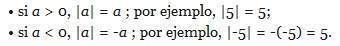 • si a > 0, |a| = a ; por ejemplo, |5| = 5;
• si a < 0, |a| = -a ; por ejemplo, |-5| = -(-5) = 5.